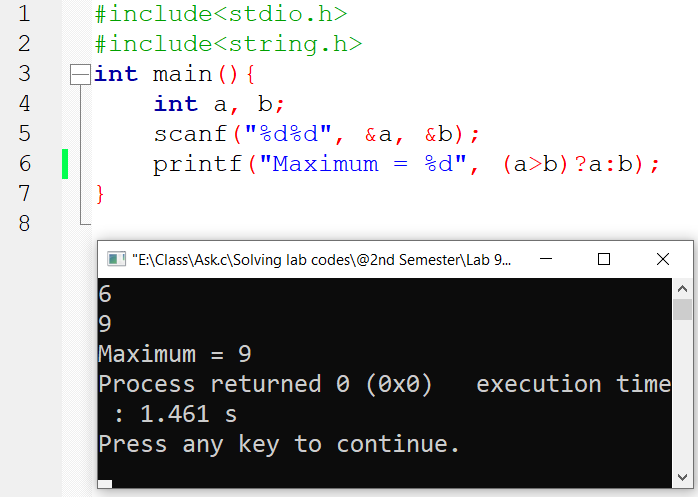 1 #include<stdio.h>
2 #include<string.h>
3 int main(){
4 int a, b;
5 scanf("%d%d", &a, &b);
6 printf("Maximum = %d", (a>b)?a:b);
7 }
8
"E:\Class\Ask.c\Solving lab codes\@2nd Semester\Lab 9...
6
9
Maximum = 9
Process returned 0 (0x0)   execution time
 : 1.461 s
Press any key to continue.